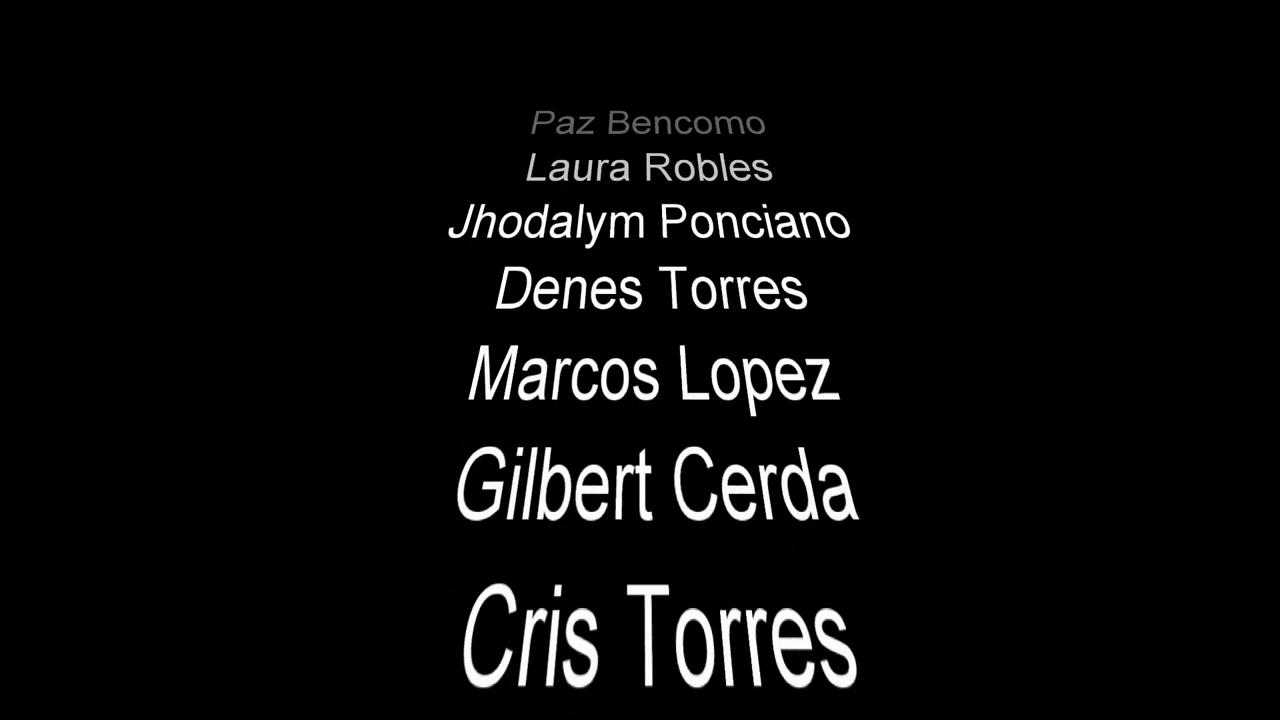 Paz Bencomo
Laura Robles
Jhodalym Ponciano
Denes Torres
Marcos Lopez
Gilbert Cerda
Cris Torres